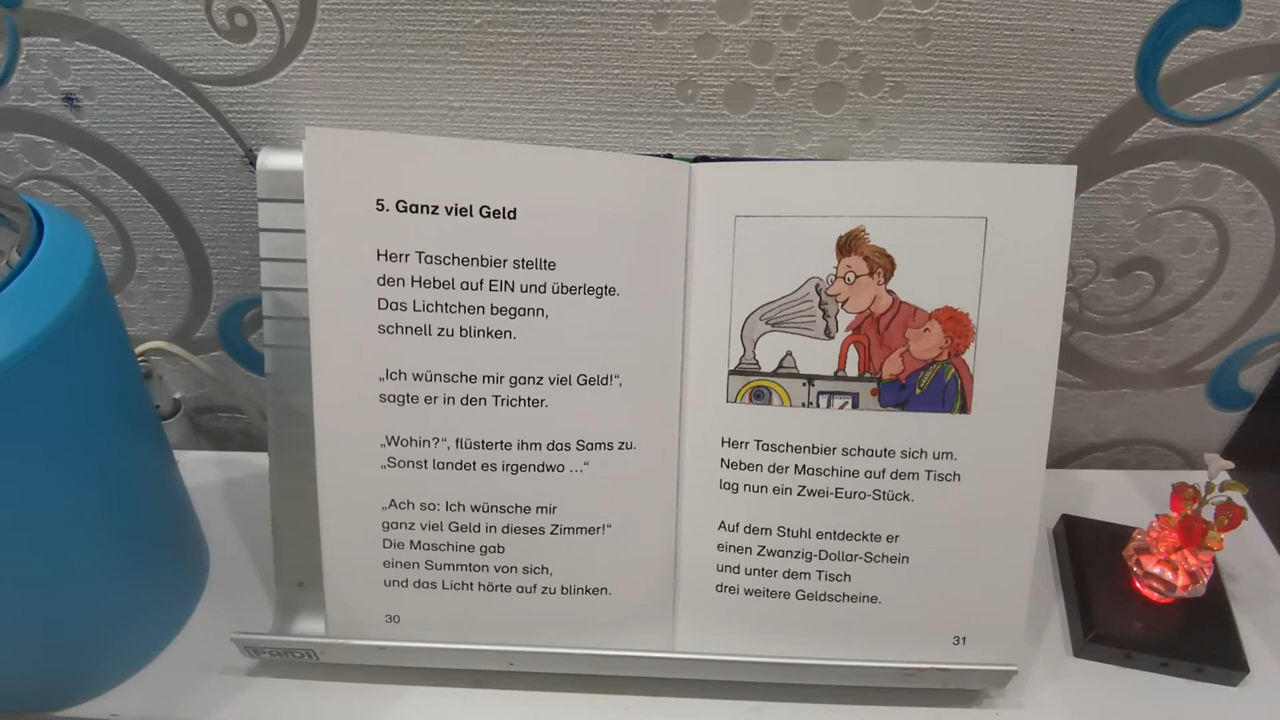 5. Ganz viel Geld
Herr Taschenbier stellte
den Hebel auf EIN und überlegte.
Das Lichtchen begann,
schnell zu blinken.
„Ich wünsche mir ganz viel Geld!“,
sagte er in den Trichter.
„Wohin?“, flüsterte ihm das Sams zu.
„Sonst landet es irgendwo ...“
„Ach so: Ich wünsche mir
ganz viel Geld in dieses Zimmer!“
Die Maschine gab
einen Summton von sich,
und das Licht hörte auf zu blinken.
30
Herr Taschenbier schaute sich um.
Neben der Maschine auf dem Tisch
lag nun ein Zwei-Euro-Stück.
Auf dem Stuhl entdeckte er
einen Zwanzig-Dollar-Schein
und unter dem Tisch
drei weitere Geldscheine.
31
PAIDI